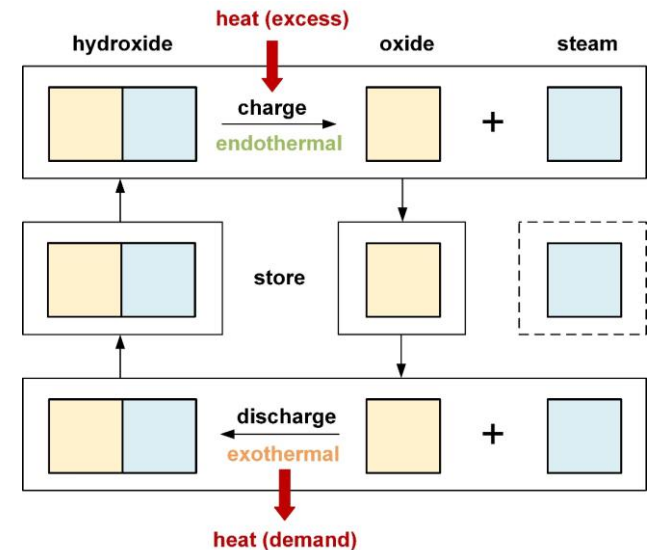 heat (excess)
hydroxide
oxide
steam
charge
+
endothermal
store
discharge
+
exothermal
heat (demand)